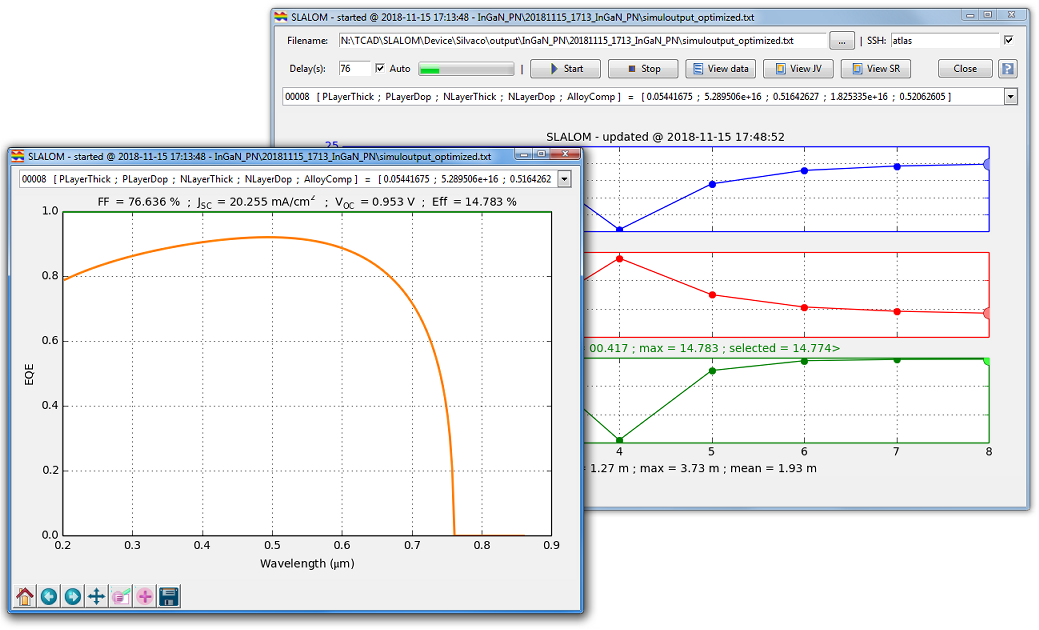 SLALOM - started @ 2018-11-15 17:13:48 - InGaN_PN\20181115_1713_InGaN_PN\simuloutput_optimized.txt
Filename: N:\TCAD\SLALOM\Device\Silvaco\output\InGaN_PN\20181115_1713_InGaN_PN\simuloutput_optimized.txt ... | SSH: atlas
Delay(s): 76 Auto | Start Stop View data View JV View SR Close
00008 [ PLayerThick ; PLayerDop ; NLayerThick ; NLayerDop ; AlloyComp ] = [ 0.05441675 ; 5.289506e+16 ; 0.51642627 ; 1.825335e+16 ; 0.52062605 ]
SLALOM - updated @ 2018-11-15 17:48:52
25
00.417 ; max = 14.783 ; selected = 14.774>
4 5 6 7 8
= 1.27 m ; max = 3.73 m ; mean = 1.93 m
SLALOM - started @ 2018-11-15 17:13:48 - InGaN_PN\20181115_1713_InGaN_PN\simuloutput_optimized.txt
00008 [ PLayerThick ; PLayerDop ; NLayerThick ; NLayerDop ; AlloyComp ] = [ 0.05441675 ; 5.289506e+16 ; 0.5164262
FF = 76.636 % ; JSC = 20.255 mA/cm² ; VOC = 0.953 V ; Eff = 14.783 %
1.0
0.8
0.6
EQE
0.4
0.2
0.0
0.2 0.3 0.4 0.5 0.6 0.7 0.8 0.9
Wavelength (μm)